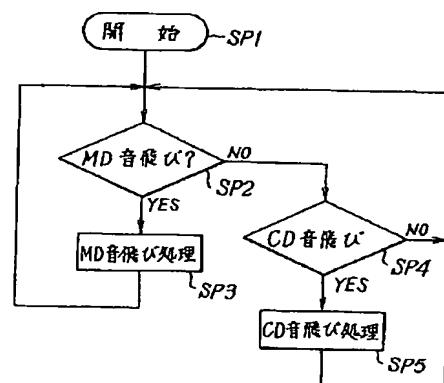 開始
SP1
MD音飛び?
NO
SP2
YES
MD音飛び処理
SP3
CD音飛び
NO
SP4
YES
CD音飛び処理
SP5